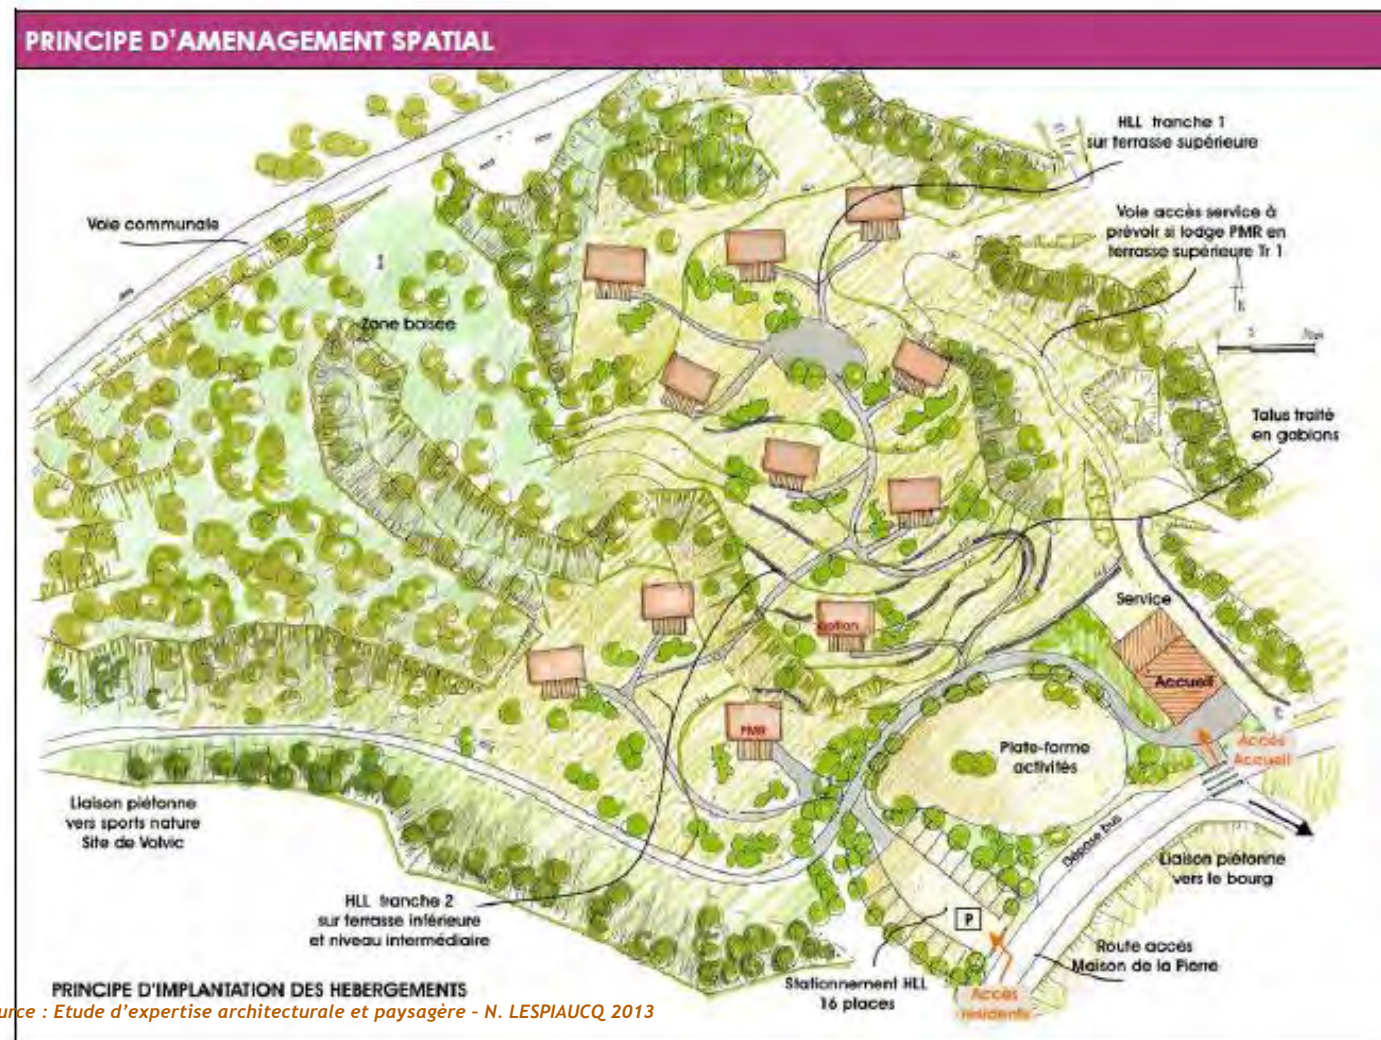 PRINCIPE D'AMENAGEMENT SPATIAL
HLL tranche 1
sur terrasse supérieure
Voie communale
Voie accès service à
prévoir si lodge PMR en
terrasse supérieure Tr 1
Zone boisée
Talus traité
en gabions
Service
option
Accueil
PMR
Plate-forme
activités
Accès
Accueil
Liaison piétonne
vers sports nature
Site de Volvic
Dépose bus
Liaison piétonne
vers le bourg
HLL tranche 2
sur terrasse inférieure
et niveau intermédiaire
P
Route accès
Maison de la Pierre
Stationnement HLL
16 places
Accès
résidents
PRINCIPE D'IMPLANTATION DES HEBERGEMENTS
urce : Etude d'expertise architecturale et paysagère - N. LESPIAUCQ 2013